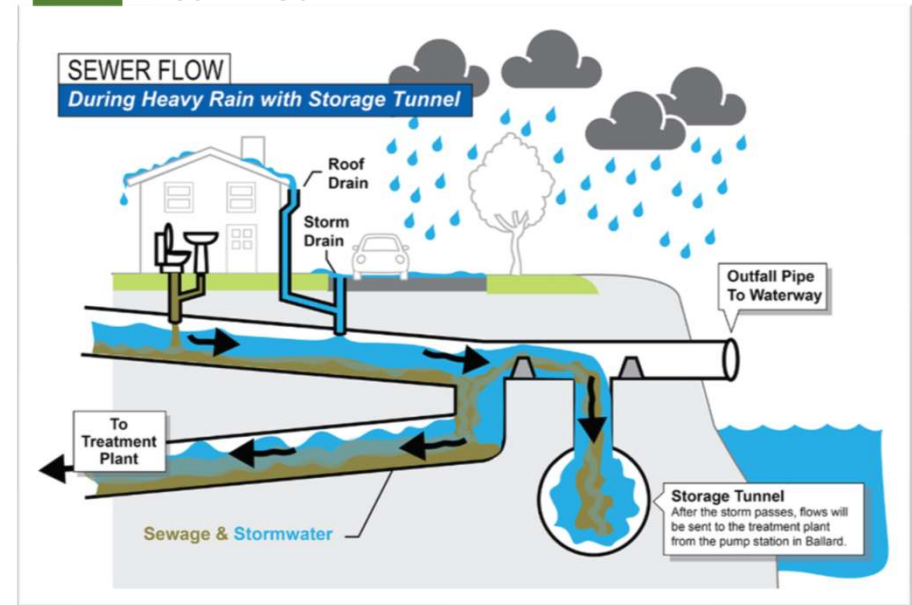 SEWER FLOW
During Heavy Rain with Storage Tunnel
Roof
Drain
Storm
Drain
Outfall Pipe
To Waterway
To
Treatment
Plant
Storage Tunnel
After the storm passes, flows will
be sent to the treatment plant
from the pump station in Ballard.
Sewage & Stormwater